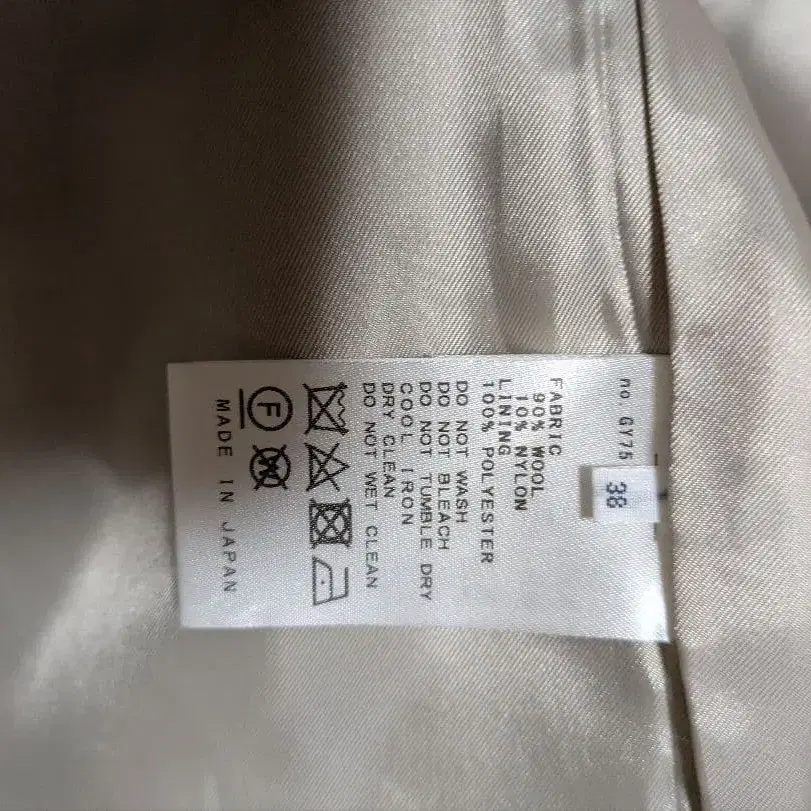 no GY75
38
FABRIC
90% WOOL
10% NYLON
LINING
100% POLYESTER
DO NOT WASH
DO NOT BLEACH
DO NOT TUMBLE DRY
COOL IRON
DRY CLEAN
DO NOT WET CLEAN
F W
MADE IN JAPAN